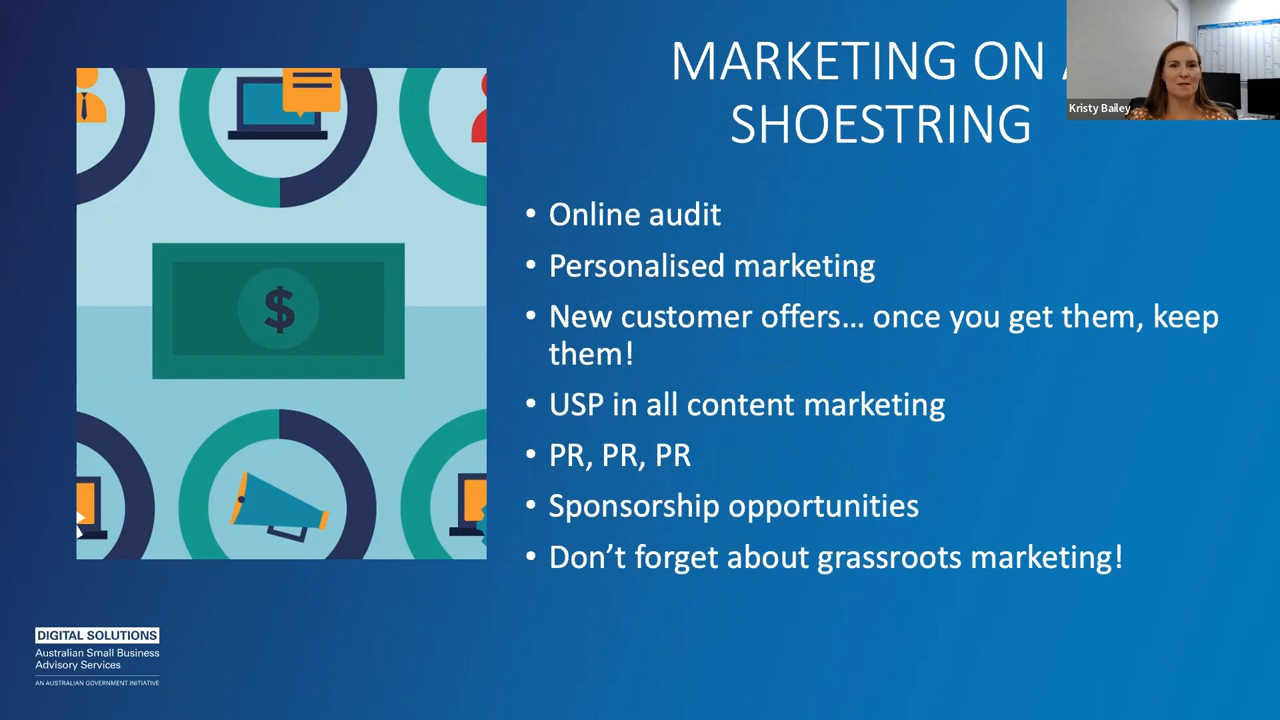 MARKETING ON A
SHOESTRING
Kristy Bailey
• Online audit
• Personalised marketing
• New customer offers… once you get them, keep
them!
• USP in all content marketing
• PR, PR, PR
• Sponsorship opportunities
• Don’t forget about grassroots marketing!
$
DIGITAL SOLUTIONS
Australian Small Business
Advisory Services
AN AUSTRALIAN GOVERNMENT INITIATIVE